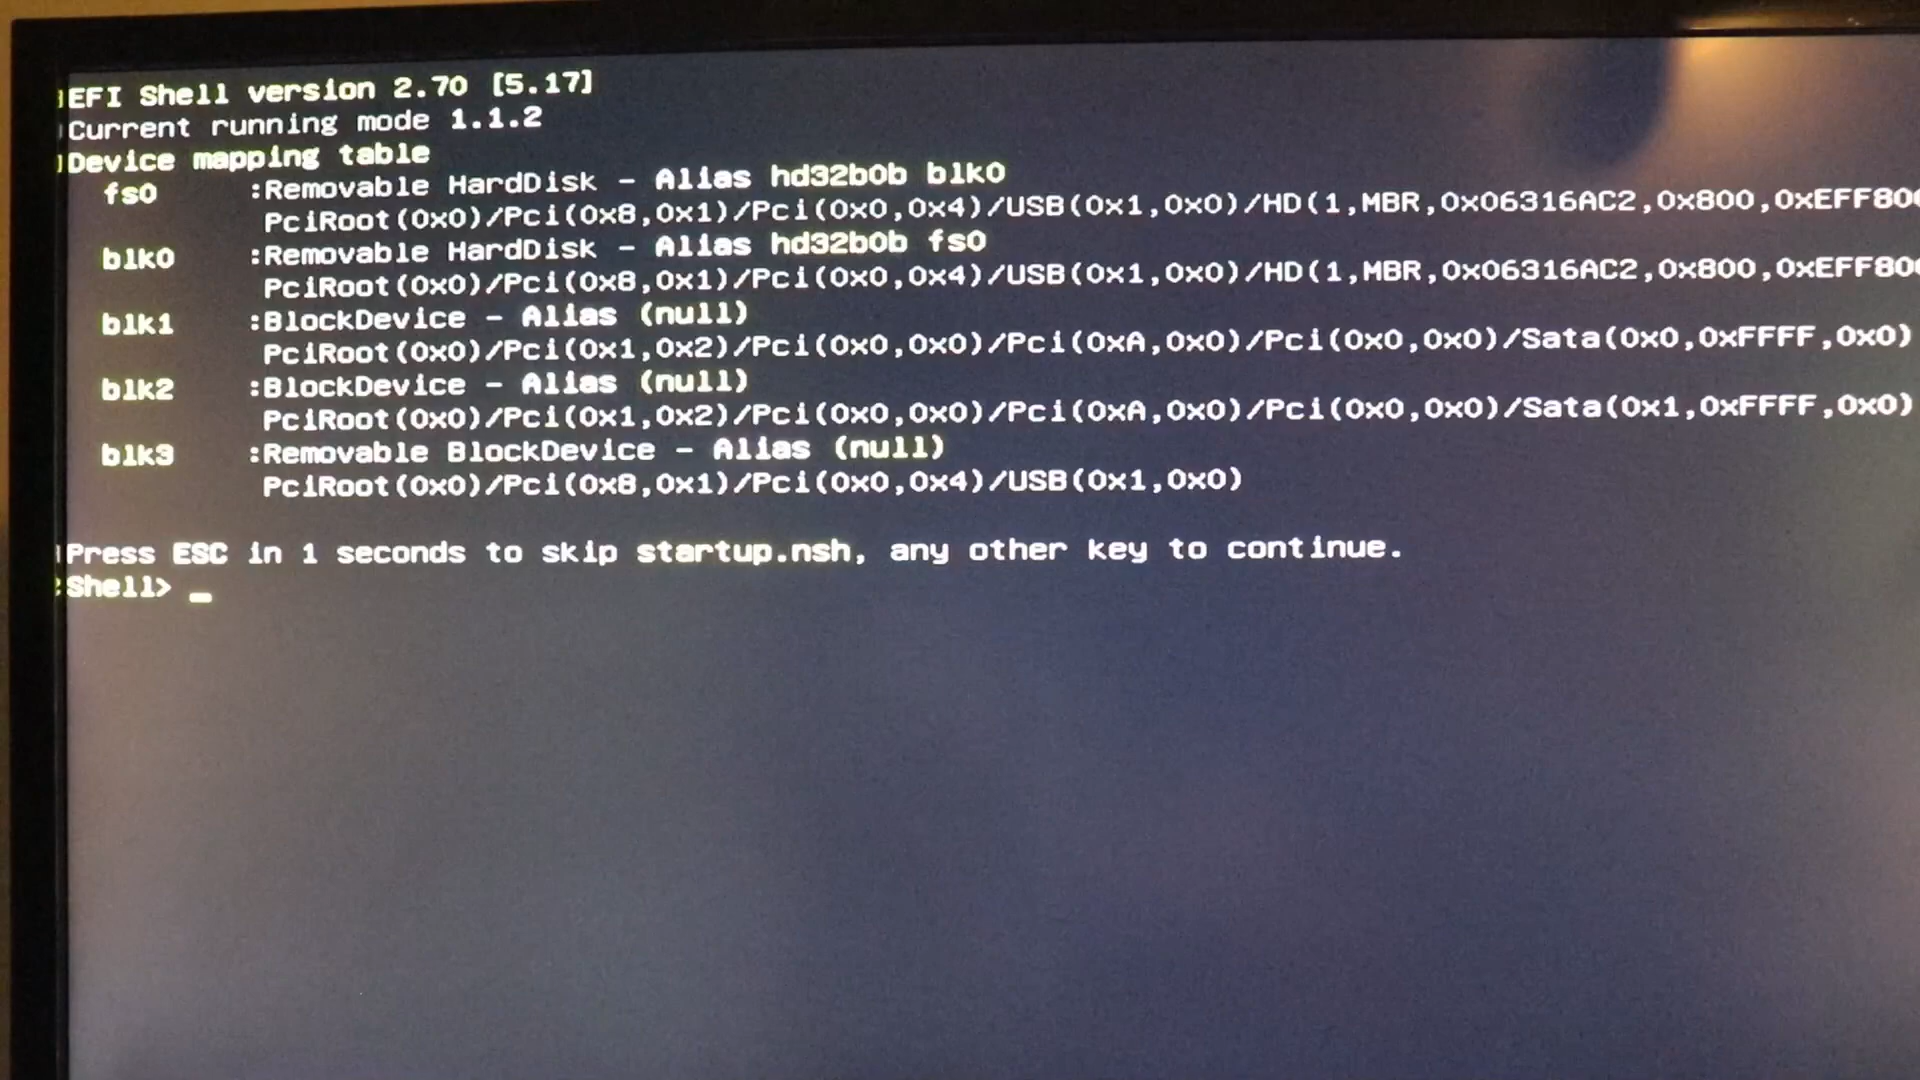 EFI Shell version 2.70 [5.17]
Current running mode 1.1.2
Device mapping table
fs0 :Removable HardDisk - Alias hd32b0b blk0
PciRoot(0x0)/Pci(0x8,0x1)/Pci(0x0,0x4)/USB(0x1,0x0)/HD(1,MBR,0x06316AC2,0x800,0xEFF80
blk0 :Removable HardDisk - Alias hd32b0b fs0
PciRoot(0x0)/Pci(0x8,0x1)/Pci(0x0,0x4)/USB(0x1,0x0)/HD(1,MBR,0x06316AC2,0x800,0xEFF80
blk1 :BlockDevice - Alias (null)
PciRoot(0x0)/Pci(0x1,0x2)/Pci(0x0,0x0)/Pci(0xA,0x0)/Pci(0x0,0x0)/Sata(0x0,0xFFFF,0x0)
blk2 :BlockDevice - Alias (null)
PciRoot(0x0)/Pci(0x1,0x2)/Pci(0x0,0x0)/Pci(0xA,0x0)/Pci(0x0,0x0)/Sata(0x1,0xFFFF,0x0)
blk3 :Removable BlockDevice - Alias (null)
PciRoot(0x0)/Pci(0x8,0x1)/Pci(0x0,0x4)/USB(0x1,0x0)

Press ESC in 1 seconds to skip startup.nsh, any other key to continue.
Shell> _